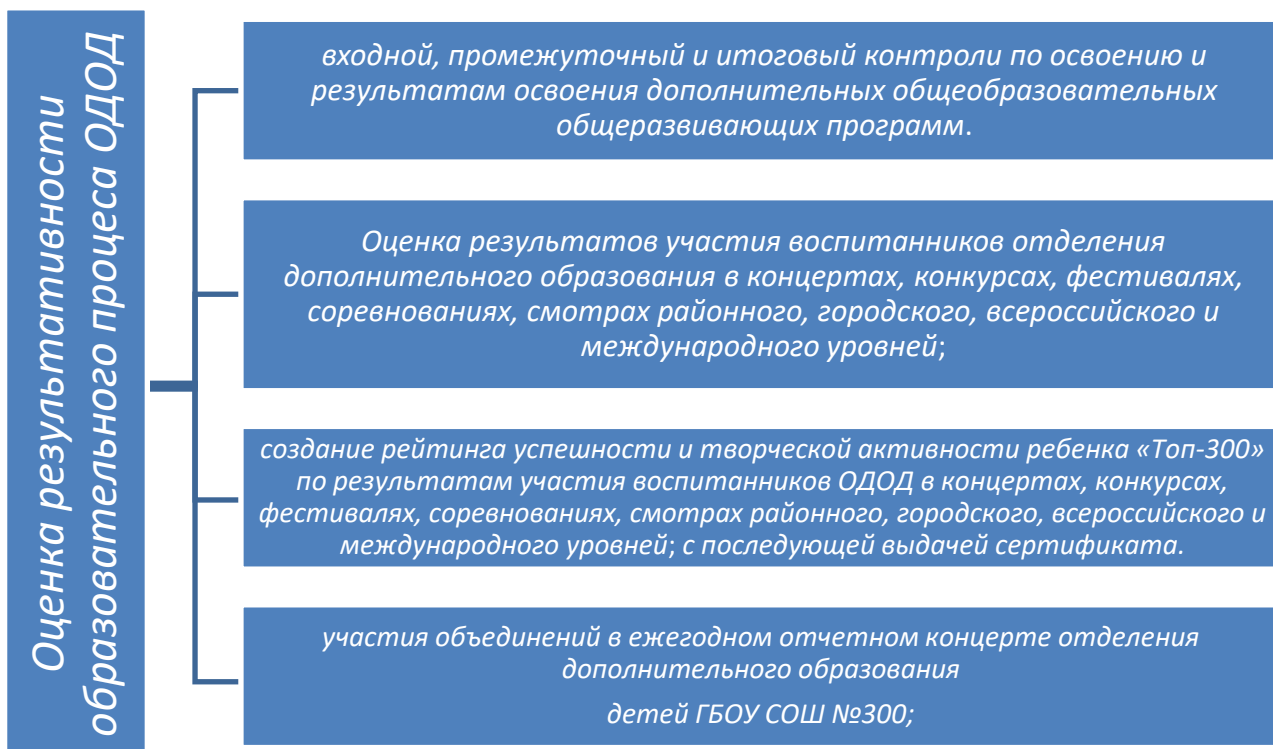 Оценка результативности
образовательного процеса ОДОД
входной, промежуточный и итоговый контроли по освоению и
результатам освоения дополнительных общеобразовательных
общеразвивающих программ.
Оценка результатов участия воспитанников отделения
дополнительного образования в концертах, конкурсах, фестивалях,
соревнованиях, смотрах районного, городского, всероссийского и
международного уровней;
создание рейтинга успешности и творческой активности ребенка «Топ-300»
по результатам участия воспитанников ОДОД в концертах, конкурсах,
фестивалях, соревнованиях, смотрах районного, городского, всероссийского и
международного уровней; с последующей выдачей сертификата.
участия объединений в ежегодном отчетном концерте отделения
дополнительного образования
детей ГБОУ СОШ №300;